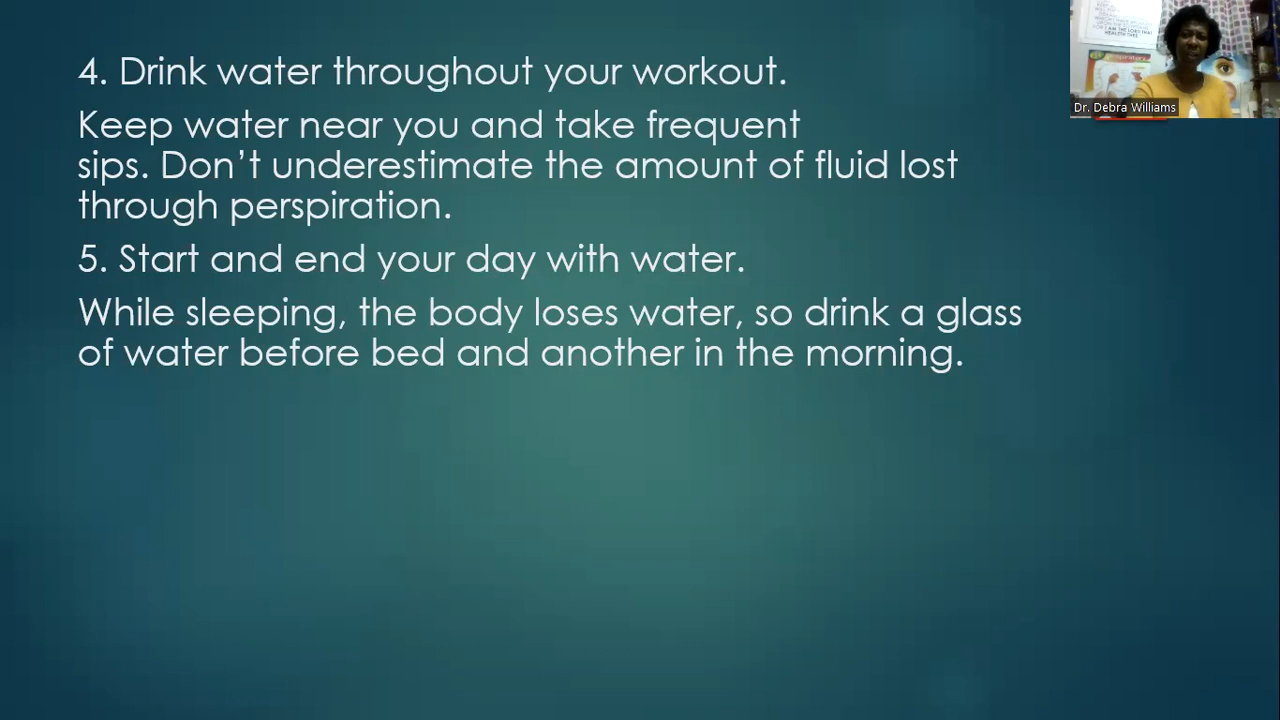 4. Drink water throughout your workout.
Keep water near you and take frequent
sips. Don’t underestimate the amount of fluid lost
through perspiration.
5. Start and end your day with water.
While sleeping, the body loses water, so drink a glass
of water before bed and another in the morning.
Dr. Debra Williams